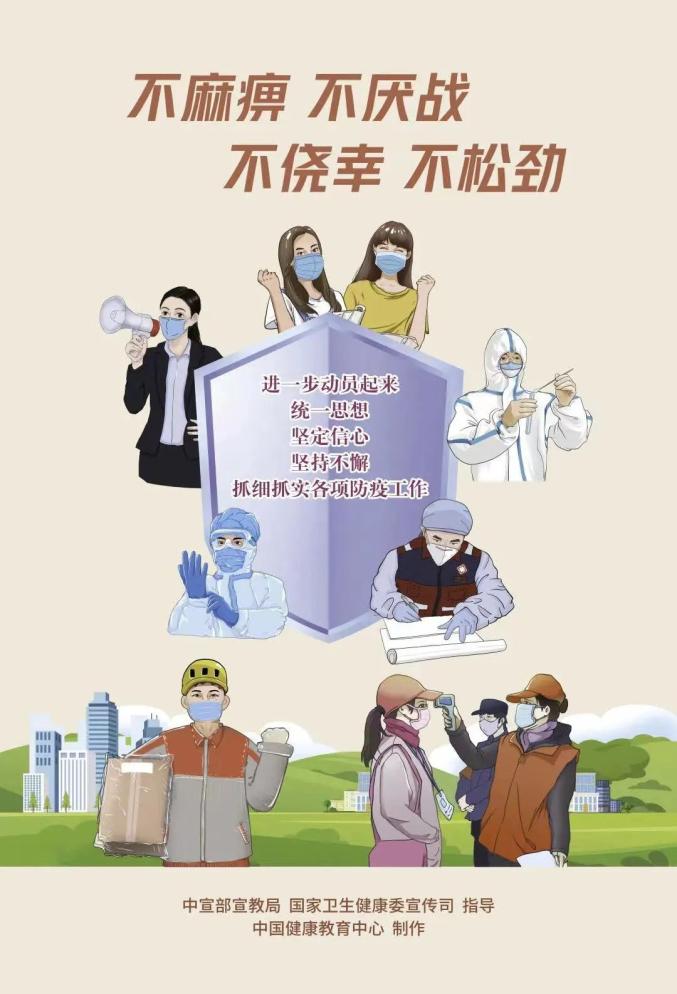 不麻痹 不厌战
不侥幸 不松劲
进一步动员起来
统一思想
坚定信心
坚持不懈
抓细抓实各项防疫工作
中宣部宣教局 国家卫生健康委宣传司 指导
中国健康教育中心 制作